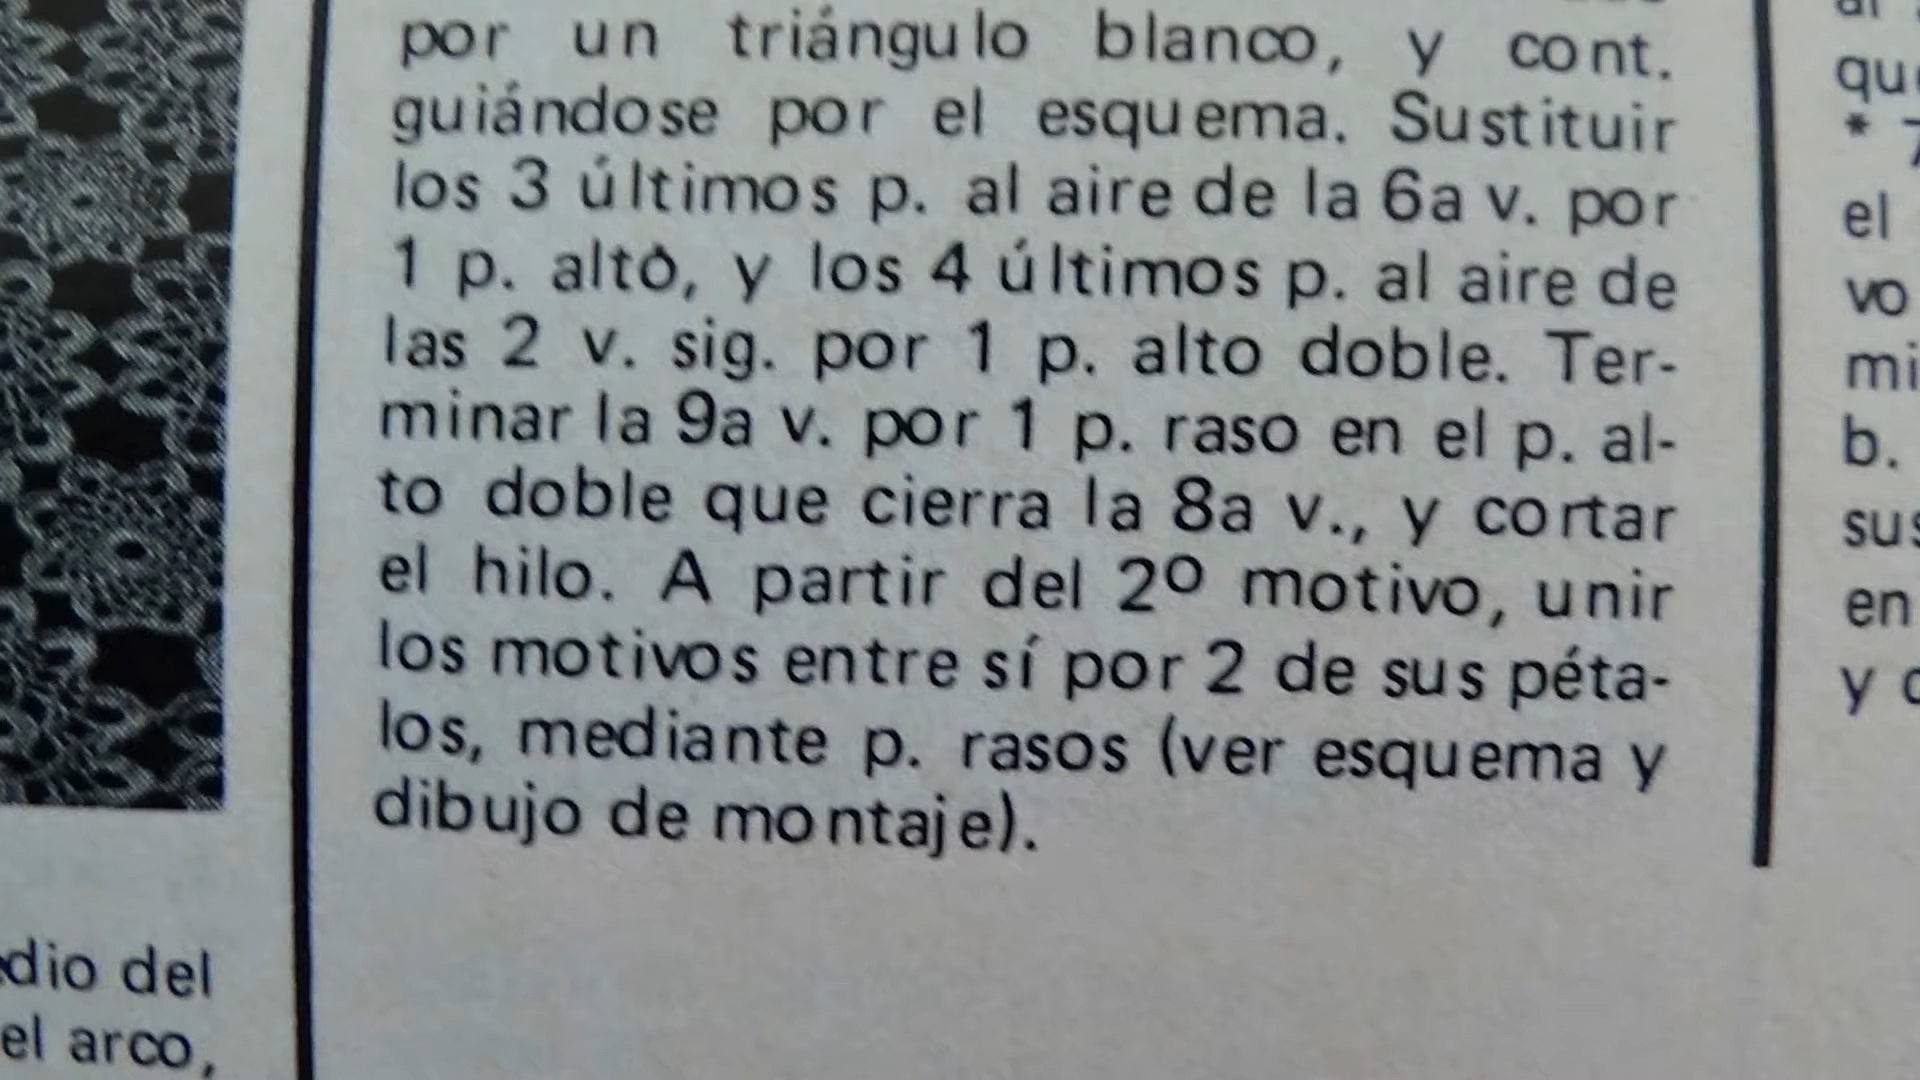 por un triángulo blanco, y cont.
guiándose por el esquema. Sustituir
los 3 últimos p. al aire de la 6a v. por
1 p. alto, y los 4 últimos p. al aire de
las 2 v. sig. por 1 p. alto doble. Ter-
minar la 9a v. por 1 p. raso en el p. al-
to doble que cierra la 8a v., y cortar
el hilo. A partir del 2º motivo, unir
los motivos entre sí por 2 de sus péta-
los, mediante p. rasos (ver esquema y
dibujo de montaje).
del
el arco,
el
vo
mi
b.
sus
en
y